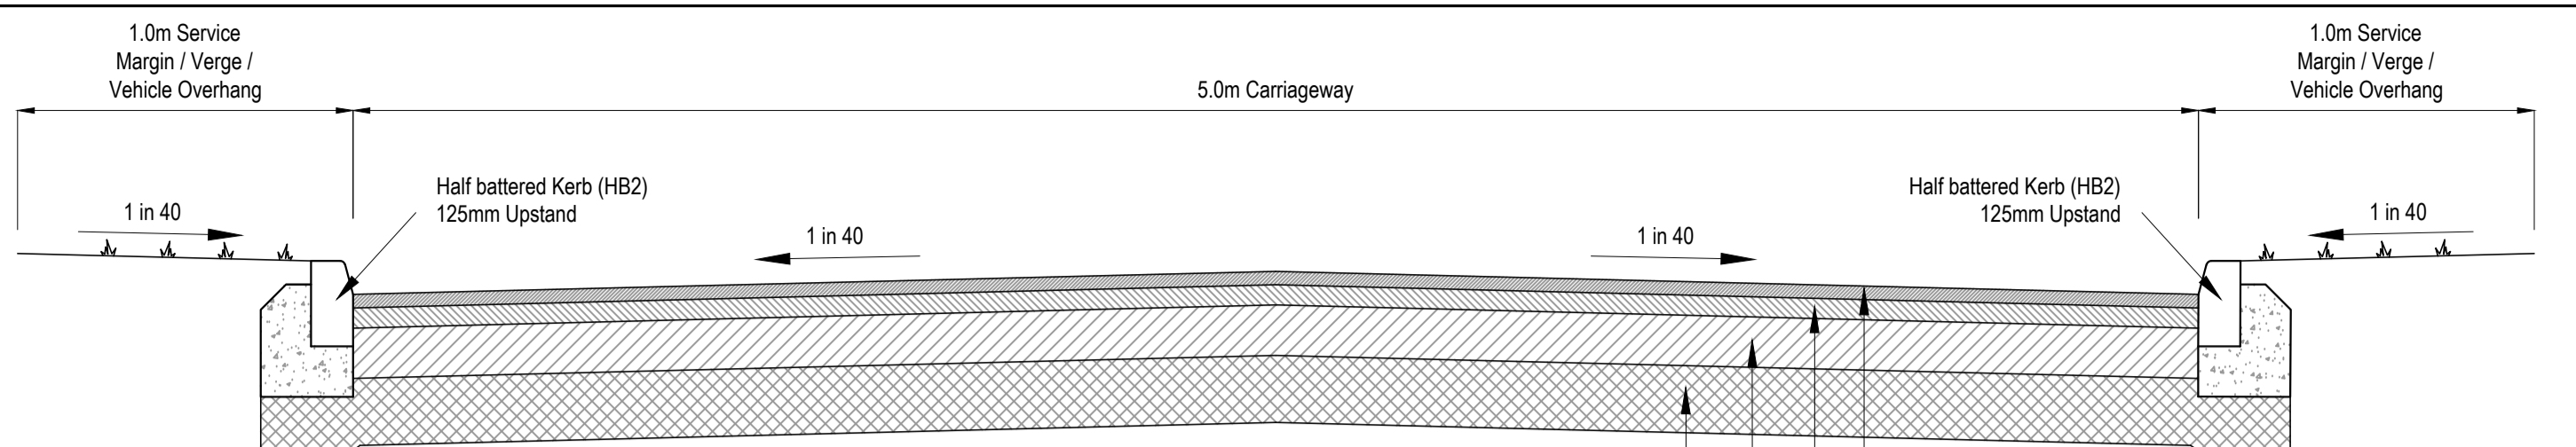 1.0m Service
Margin / Verge /
Vehicle Overhang
5.0m Carriageway
1.0m Service
Margin / Verge /
Vehicle Overhang
Half battered Kerb (HB2)
125mm Upstand
Half battered Kerb (HB2)
125mm Upstand
1 in 40
1 in 40
1 in 40
1 in 40